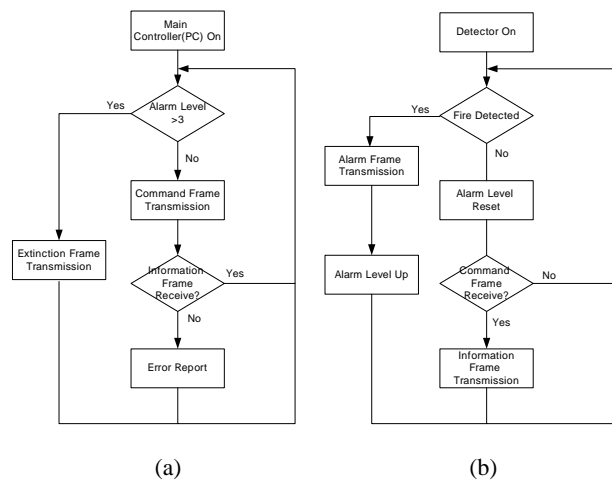 Main
Controller(PC) On
Yes
Alarm Level
>3
No
Command Frame
Transmission
Extinction Frame
Transmission
Information
Frame
Receive?
Yes
No
Error Report
(a)
Detector On
Yes
Fire Detected
No
Alarm Frame
Transmission
Alarm Level
Reset
Alarm Level Up
Command
Frame
Receive?
No
Yes
Information
Frame
Transmission
(b)